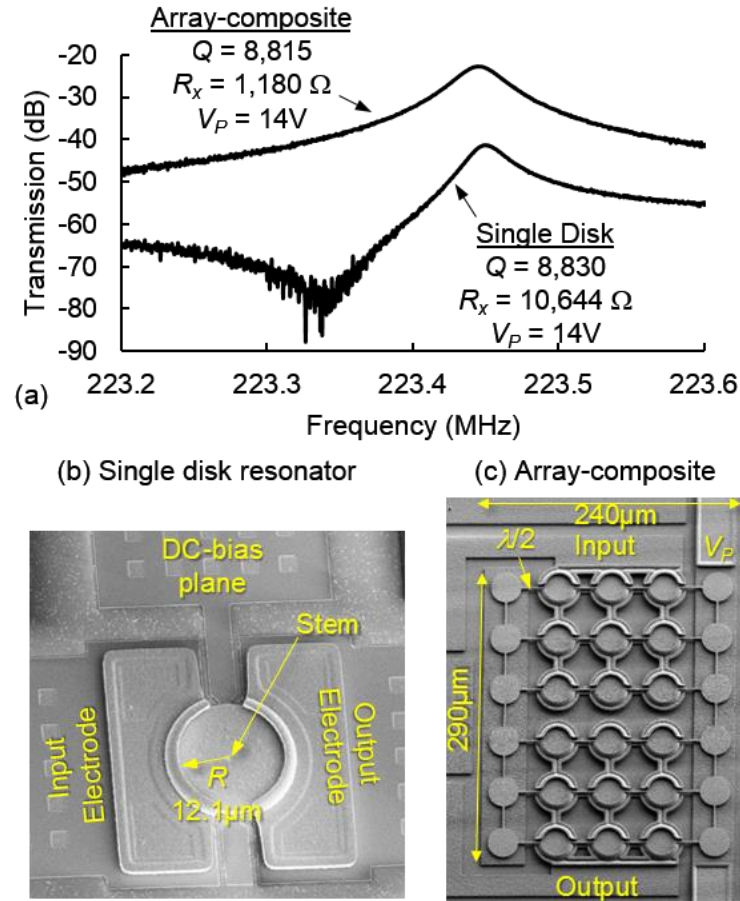 Array-composite
Q = 8,815
Rx = 1,180 Ω
VP = 14V
-20
-30
-40
-50
-60
-70
-80
-90
Transmission (dB)
Single Disk
Q = 8,830
Rx = 10,644 Ω
VP = 14V
223.2
223.3
223.4
223.5
223.6
(a)
Frequency (MHz)
(b) Single disk resonator
DC-bias
plane
Stem
Input
Electrode
Output
Electrode
R
12.1µm
(c) Array-composite
240µm
λ/2
Input
VP
290µm
Output